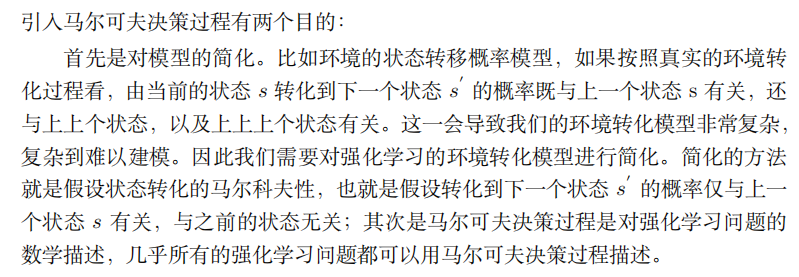 引入马尔可夫决策过程有两个目的：
首先是对模型的简化。比如环境的状态转移概率模型，如果按照真实的环境转
化过程看，由当前的状态 s 转化到下一个状态 s′ 的概率既与上一个状态 s 有关，还
与上上个状态，以及上上上个状态有关。这一会导致我们的环境转化模型非常复杂，
复杂到难以建模。因此我们需要对强化学习的环境转化模型进行简化。简化的方法
就是假设状态转化的马尔科夫性，也就是假设转化到下一个状态 s′ 的概率仅与上一
个状态 s 有关，与之前的状态无关；其次是马尔可夫决策过程是对强化学习问题的
数学描述，几乎所有的强化学习问题都可以用马尔可夫决策过程描述。